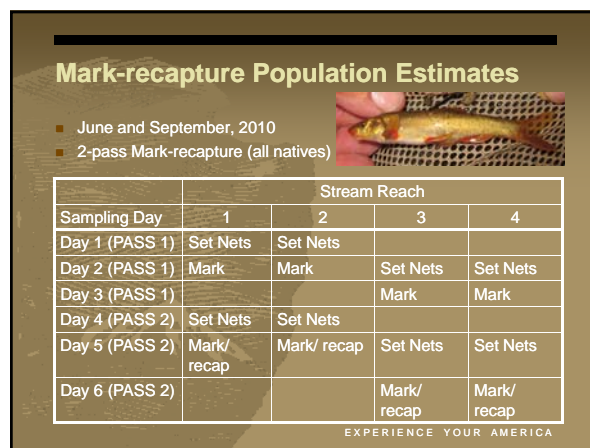 Mark-recapture Population Estimates
June and September, 2010
2-pass Mark-recapture (all natives)
Stream Reach
Sampling Day 1 2 3 4
Day 1 (PASS 1) Set Nets Set Nets
Day 2 (PASS 1) Mark Mark Set Nets Set Nets
Day 3 (PASS 1) Mark Mark
Day 4 (PASS 2) Set Nets Set Nets
Day 5 (PASS 2) Mark/ Mark/ recap Set Nets Set Nets
recap
Day 6 (PASS 2) Mark/ Mark/
recap recap
EXPERIENCE YOUR AMERICA